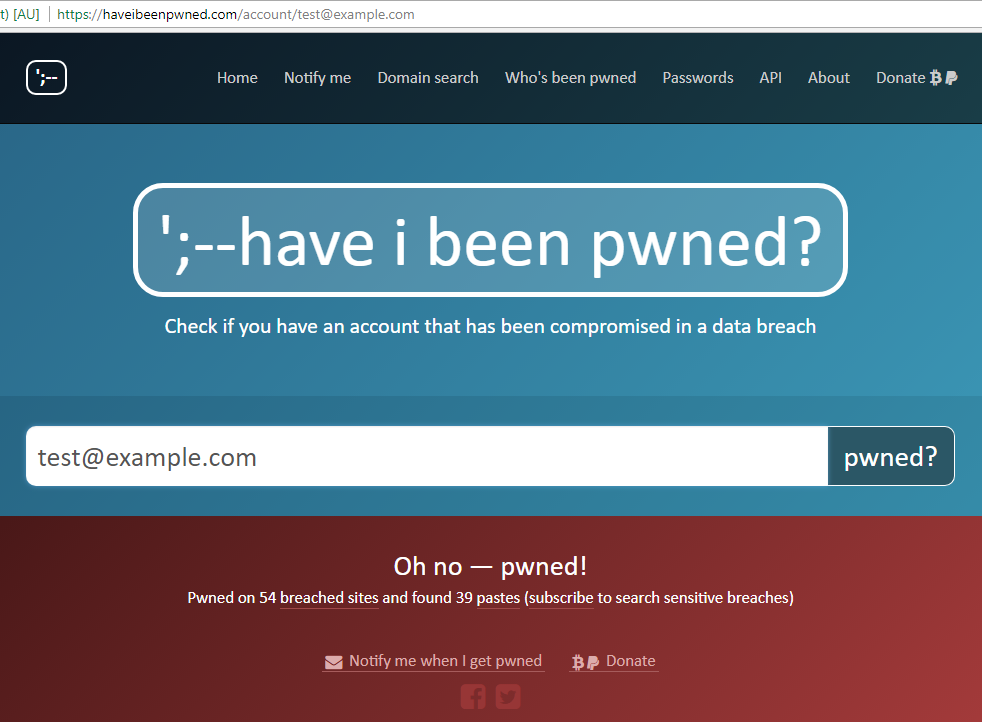 t) [AU] https://haveibeenpwned.com/account/test@example.com
';--
Home Notify me Domain search Who's been pwned Passwords API About Donate
';--have i been pwned?
Check if you have an account that has been compromised in a data breach
test@example.com pwned?
Oh no — pwned!
Pwned on 54 breached sites and found 39 pastes (subscribe to search sensitive breaches)
Notify me when I get pwned Donate